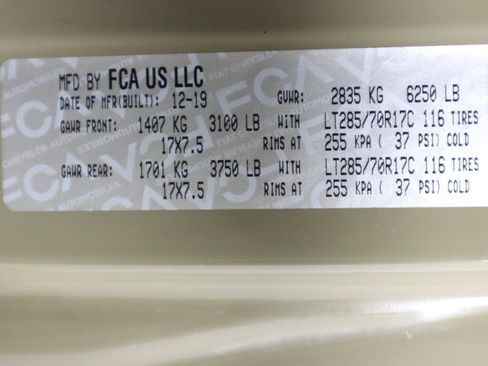 MFD BY FCA US LLC
DATE OF MFR(BUILT): 12-19 GVWR: 2835 KG 6250 LB
GAWR FRONT: 1407 KG 3100 LB WITH LT285/70R17C 116 TIRES
17X7.5 RIMS AT 255 KPA ( 37 PSI) COLD
GAWR REAR: 1701 KG 3750 LB WITH LT285/70R17C 116 TIRES
17X7.5 RIMS AT 255 KPA ( 37 PSI) COLD